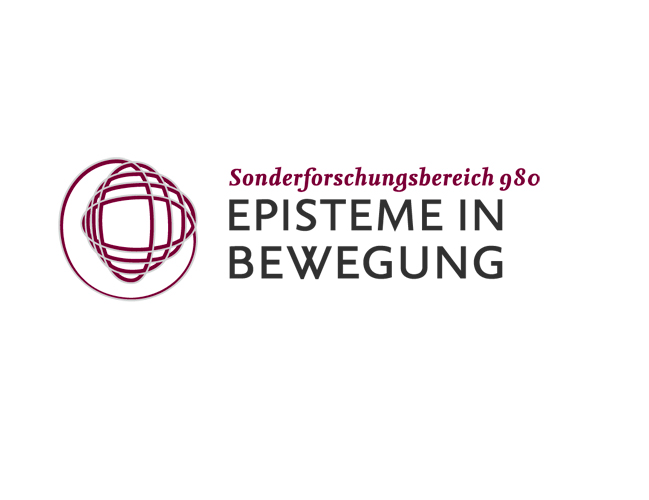 Sonderforschungsbereich 980
EPISTEME IN
BEWEGUNG